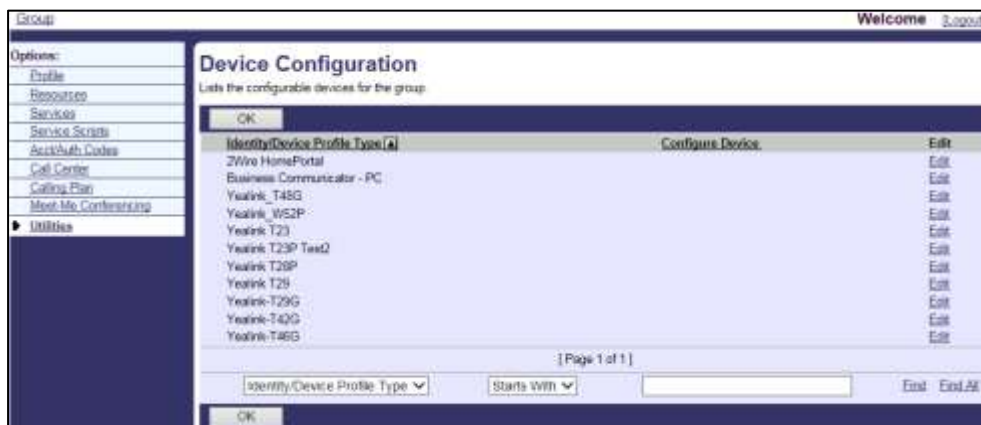 Group Welcome [Logout]
Options:
Profile
Resources
Services
Service Scripts
Acct/Auth Codes
Call Center
Calling Plan
Meet-Me Conferencing
Utilities
Device Configuration
Lists the configurable devices for the group
OK
Identity/Device Profile Type Configure Device Edit
2Wire HomePortal Edit
Business Communicator - PC Edit
Yealink_T48G Edit
Yealink_W52P Edit
Yealink T23 Edit
Yealink T23P Test2 Edit
Yealink T28P Edit
Yealink T29 Edit
Yealink-T29G Edit
Yealink-T42G Edit
Yealink-T46G Edit
[ Page 1 of 1 ]
Identity/Device Profile Type Starts With Find Find All
OK